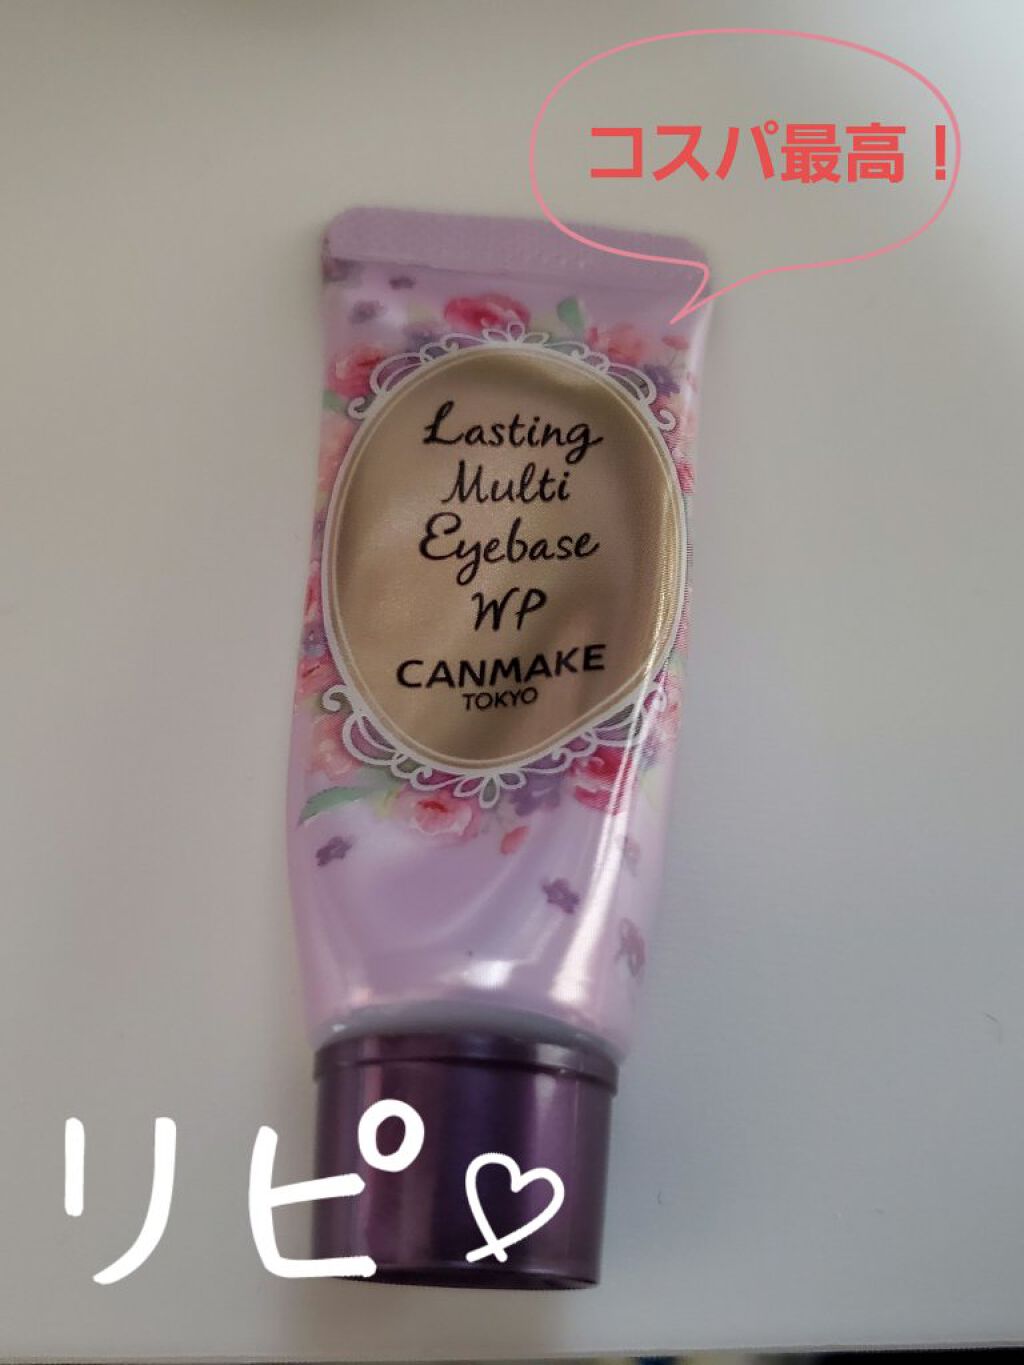 コスパ最高！
Lasting
Multi
Eyebase
WP
CANMAKE
TOKYO
リピ♡